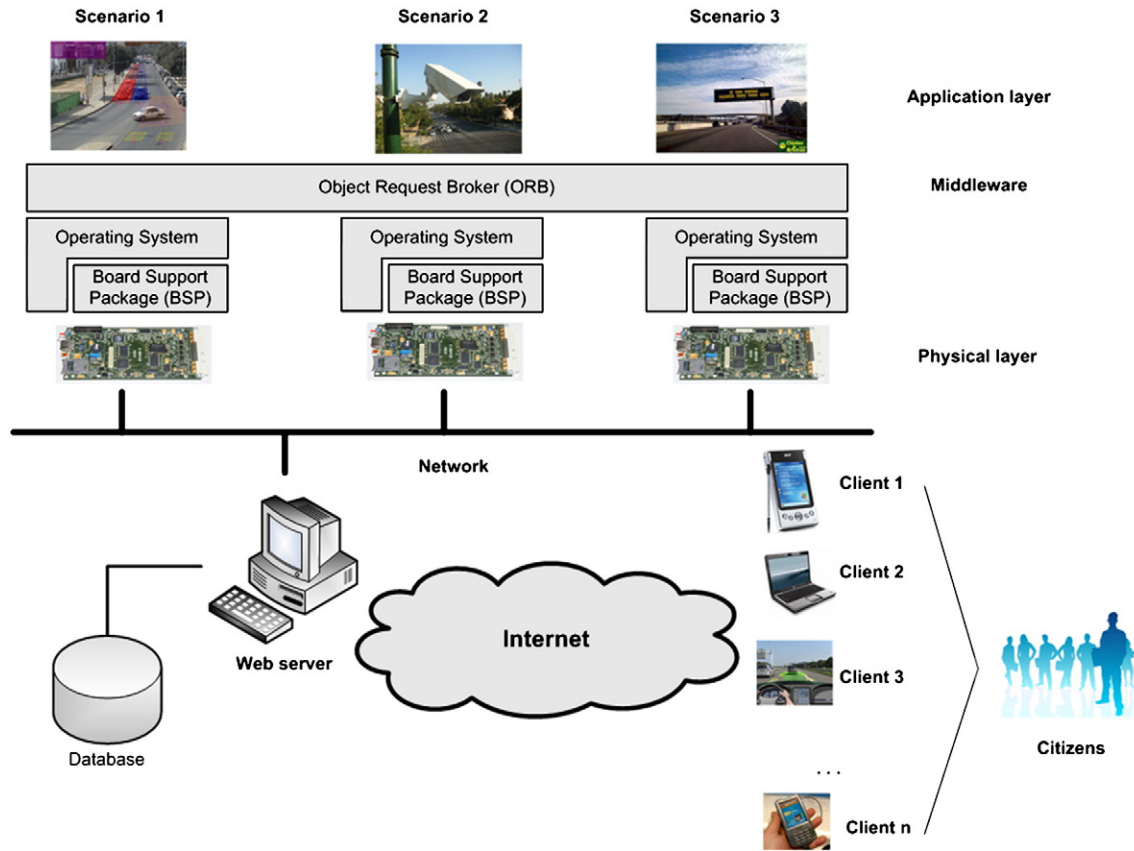 Scenario 1
Scenario 2
Scenario 3
Application layer
Object Request Broker (ORB)
Middleware
Operating System
Operating System
Operating System
Board Support
Package (BSP)
Board Support
Package (BSP)
Board Support
Package (BSP)
Physical layer
Network
Client 1
Client 2
Internet
Web server
Client 3
Database
Citizens
...
Client n